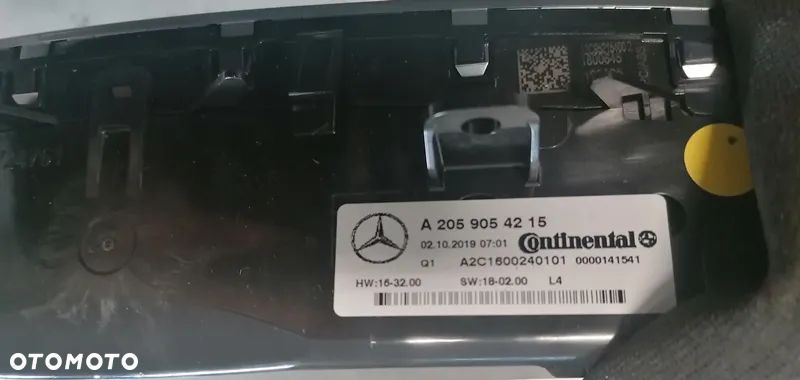 A 205 905 42 15
02.10.2019 07:01 Continental
Q1 A2C1600240101 0000141541
HW:16-32.00 SW:18-02.00 L4
OTOMOTO